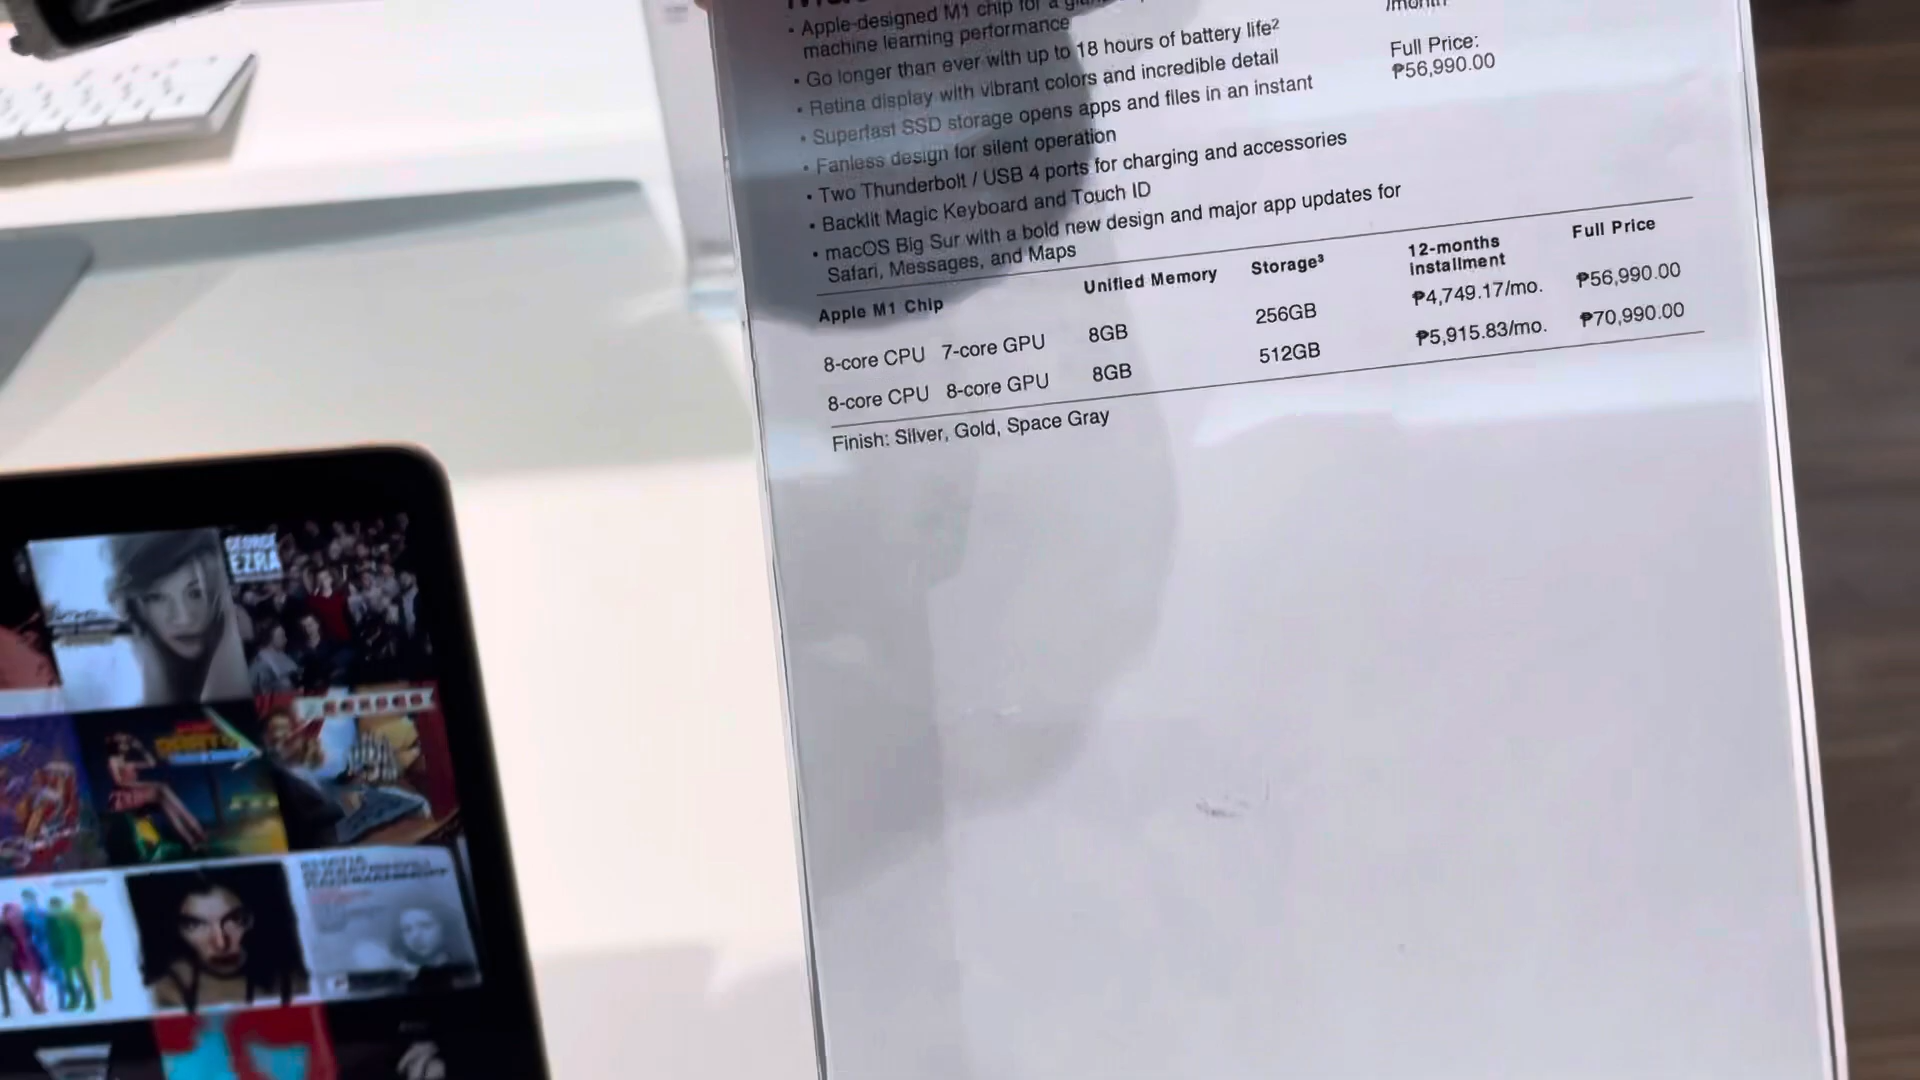 • Apple-designed M1 chip for a
machine learning performance
• Go longer than ever with up to 18 hours of battery life²
• Retina display with vibrant colors and incredible detail
• Superfast SSD storage opens apps and files in an instant
• Fanless design for silent operation
• Two Thunderbolt / USB 4 ports for charging and accessories
• Backlit Magic Keyboard and Touch ID
• macOS Big Sur with a bold new design and major app updates for
Safari, Messages, and Maps
/month
Full Price:
₱56,990.00
Apple M1 Chip Unified Memory Storage³ 12-months installment Full Price
8-core CPU 7-core GPU 8GB 256GB ₱4,749.17/mo. ₱56,990.00
8-core CPU 8-core GPU 8GB 512GB ₱5,915.83/mo. ₱70,990.00
Finish: Silver, Gold, Space Gray
GEORGE
EZRA